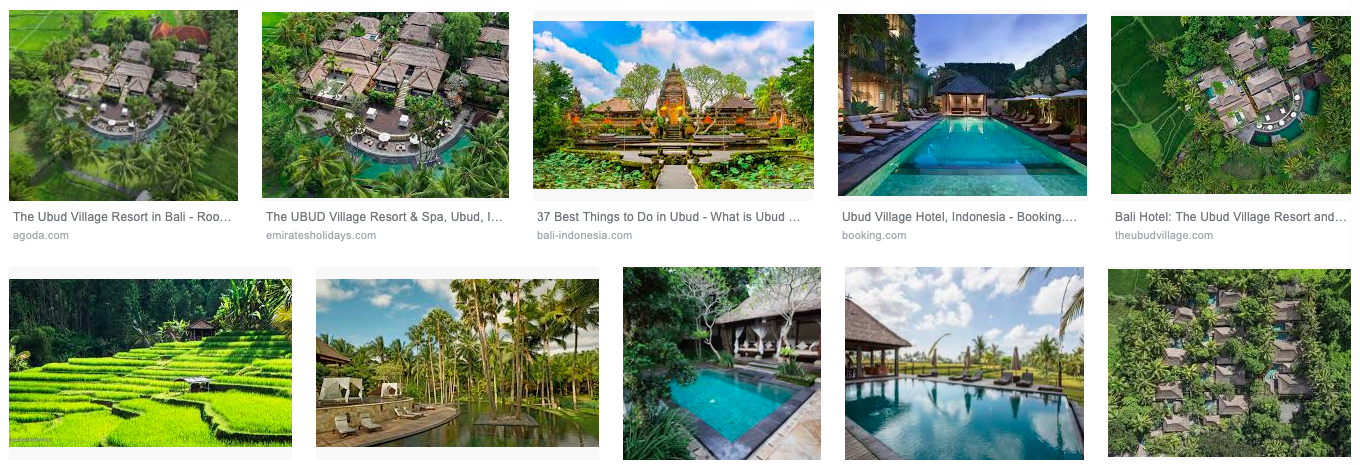 The Ubud Village Resort in Bali - Roo…
agoda.com
The UBUD Village Resort & Spa, Ubud, I…
emiratesholidays.com
37 Best Things to Do in Ubud - What is Ubud …
bali-indonesia.com
Ubud Village Hotel, Indonesia - Booking.…
booking.com
Bali Hotel: The Ubud Village Resort and…
theubudvillage.com